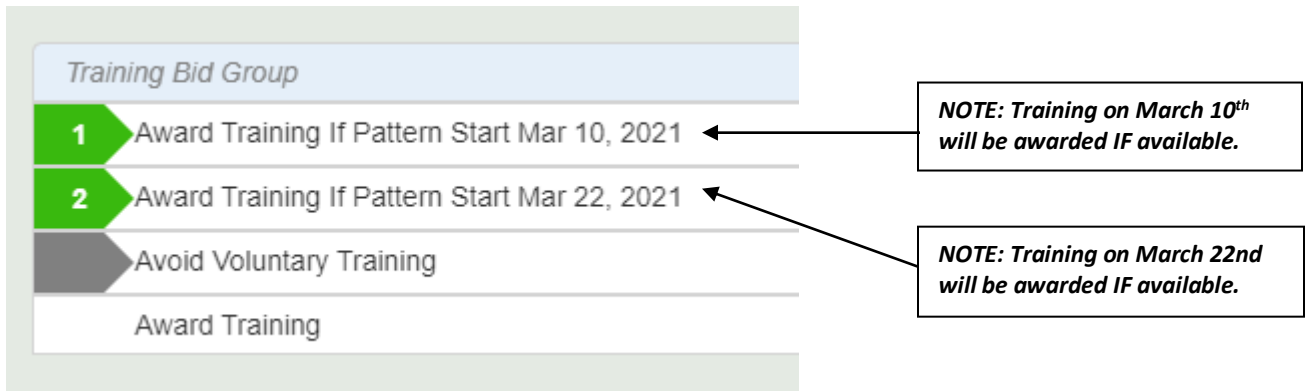 Training Bid Group
1 Award Training If Pattern Start Mar 10, 2021
NOTE: Training on March 10th
will be awarded IF available.
2 Award Training If Pattern Start Mar 22, 2021
Avoid Voluntary Training
NOTE: Training on March 22nd
will be awarded IF available.
Award Training